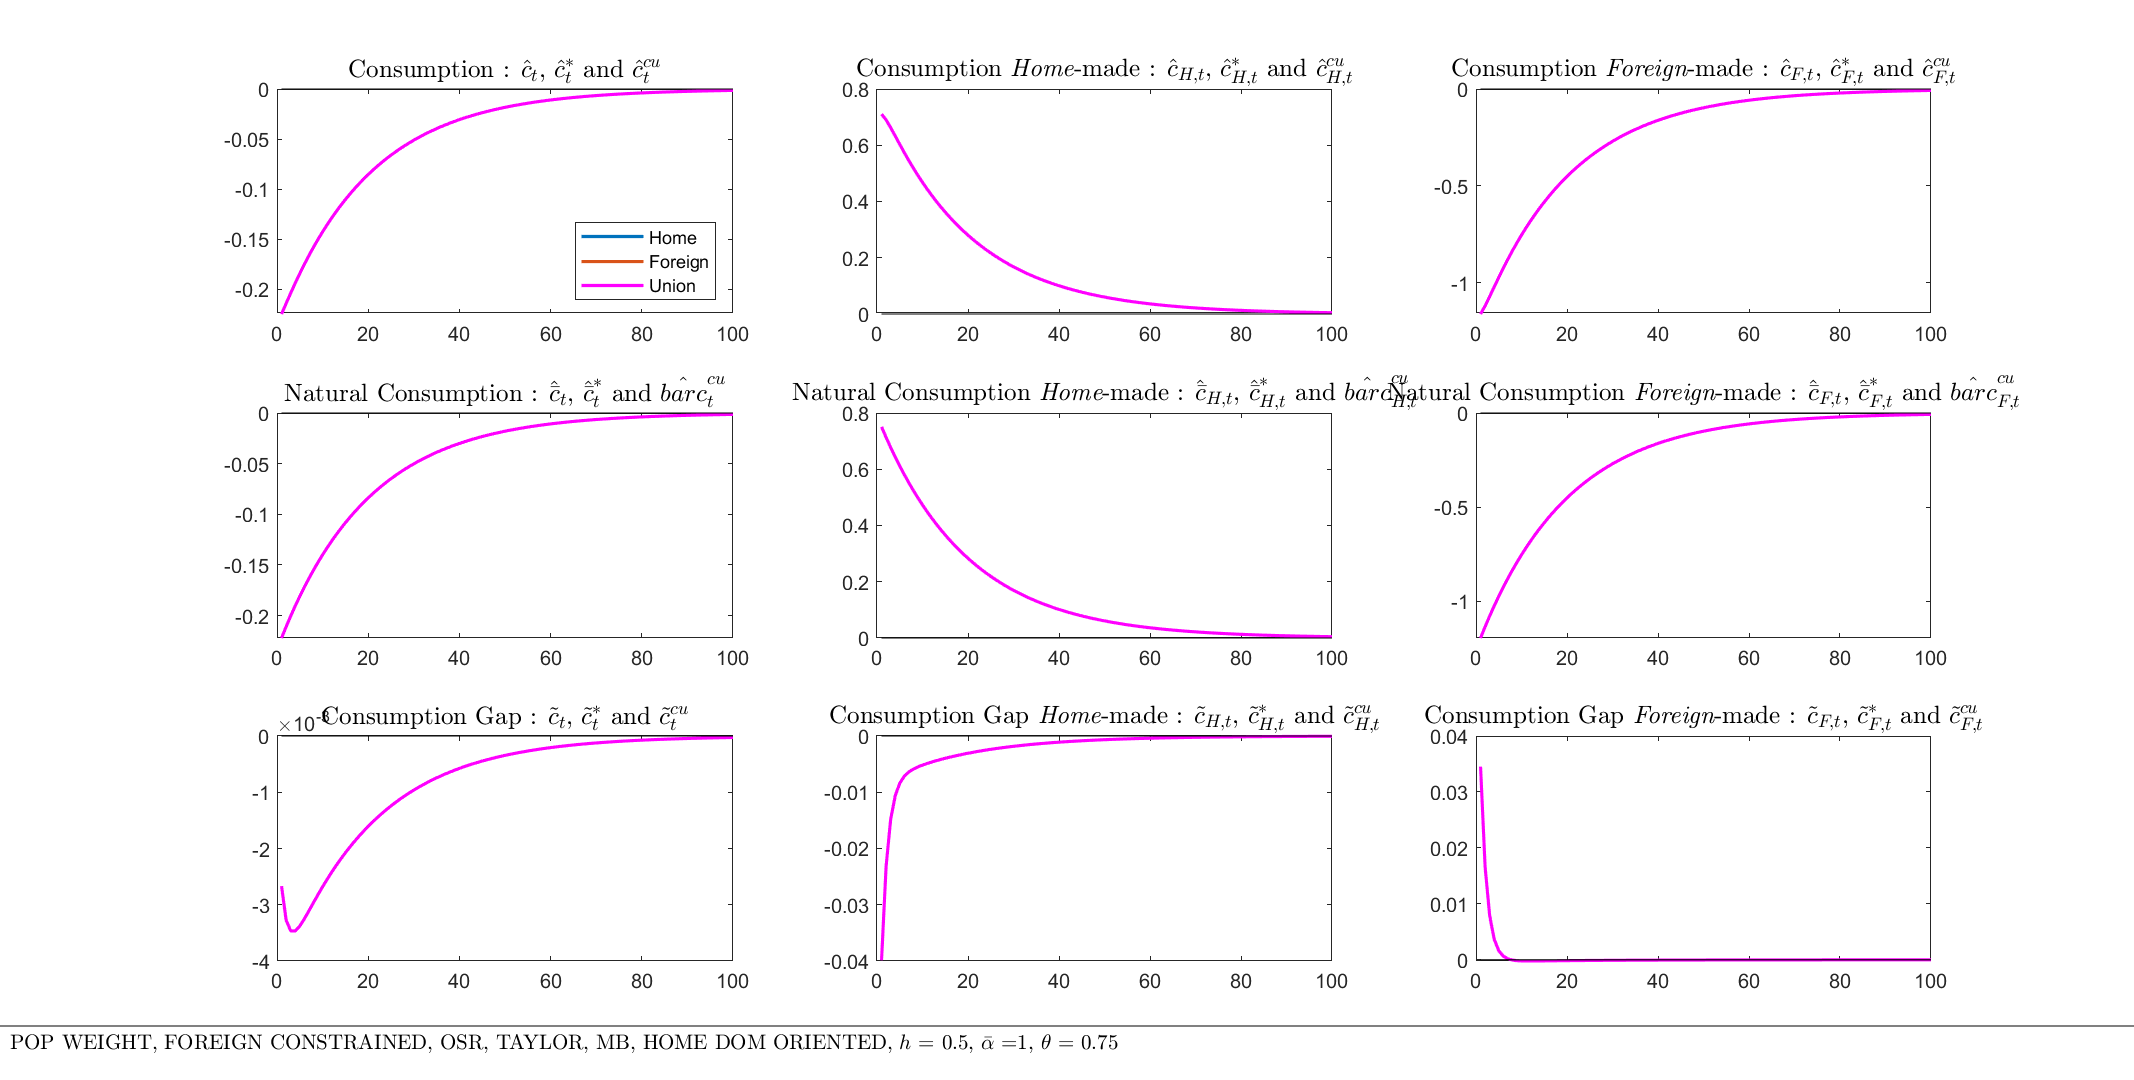 Consumption : ĉ_t, ĉ*_t and ĉ^cu_t
0
-0.05
-0.1
-0.15
-0.2
0 20 40 60 80 100
Home
Foreign
Union
Consumption Home-made : ĉ_H,t, ĉ*_H,t and ĉ^cu_H,t
0.8
0.6
0.4
0.2
0
0 20 40 60 80 100
Consumption Foreign-made : ĉ_F,t, ĉ*_F,t and ĉ^cu_F,t
0
-0.5
-1
0 20 40 60 80 100
Natural Consumption : c̄̂_t, c̄̂*_t and bar̂c^cu_t
0
-0.05
-0.1
-0.15
-0.2
0 20 40 60 80 100
Natural Consumption Home-made : c̄̂_H,t, c̄̂*_H,t and bar̂c^cu_H,t
0.8
0.6
0.4
0.2
0
0 20 40 60 80 100
Natural Consumption Foreign-made : c̄̂_F,t, c̄̂*_F,t and bar̂c^cu_F,t
0
-0.5
-1
0 20 40 60 80 100
Consumption Gap : c̃_t, c̃*_t and c̃^cu_t
×10^-3
0
-1
-2
-3
-4
0 20 40 60 80 100
Consumption Gap Home-made : c̃_H,t, c̃*_H,t and c̃^cu_H,t
0
-0.01
-0.02
-0.03
-0.04
0 20 40 60 80 100
Consumption Gap Foreign-made : c̃_F,t, c̃*_F,t and c̃^cu_F,t
0.04
0.03
0.02
0.01
0
0 20 40 60 80 100
POP WEIGHT, FOREIGN CONSTRAINED, OSR, TAYLOR, MB, HOME DOM ORIENTED, h = 0.5, ᾱ =1, θ = 0.75